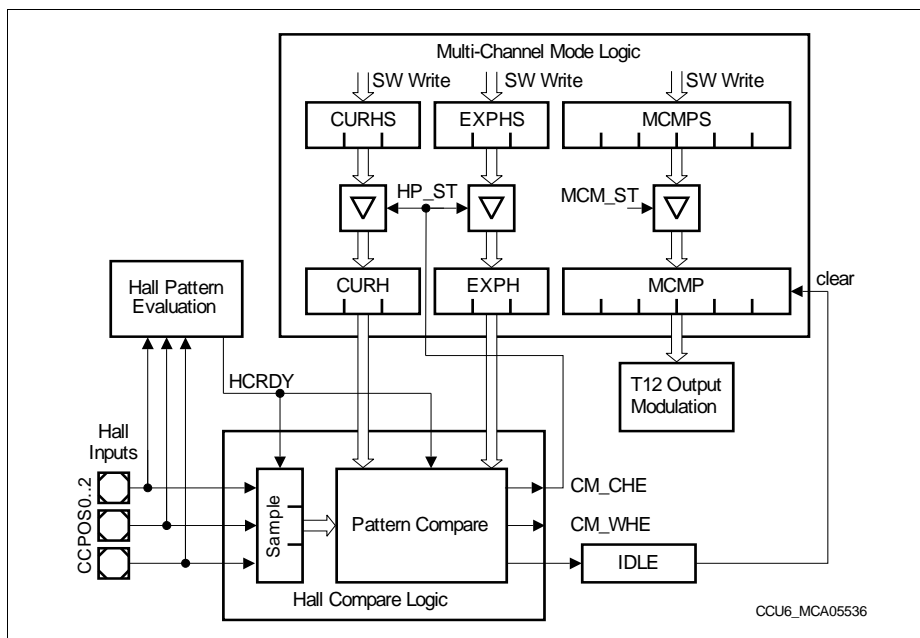 Multi-Channel Mode Logic
SW Write
SW Write
SW Write
CURHS
EXPHS
MCMPS
HP_ST
MCM_ST
Hall Pattern
Evaluation
CURH
EXPH
MCMP
clear
HCRDY
T12 Output
Modulation
Hall
Inputs
CCPOS0..2
Sample
Pattern Compare
CM_CHE
CM_WHE
IDLE
Hall Compare Logic
CCU6_MCA05536